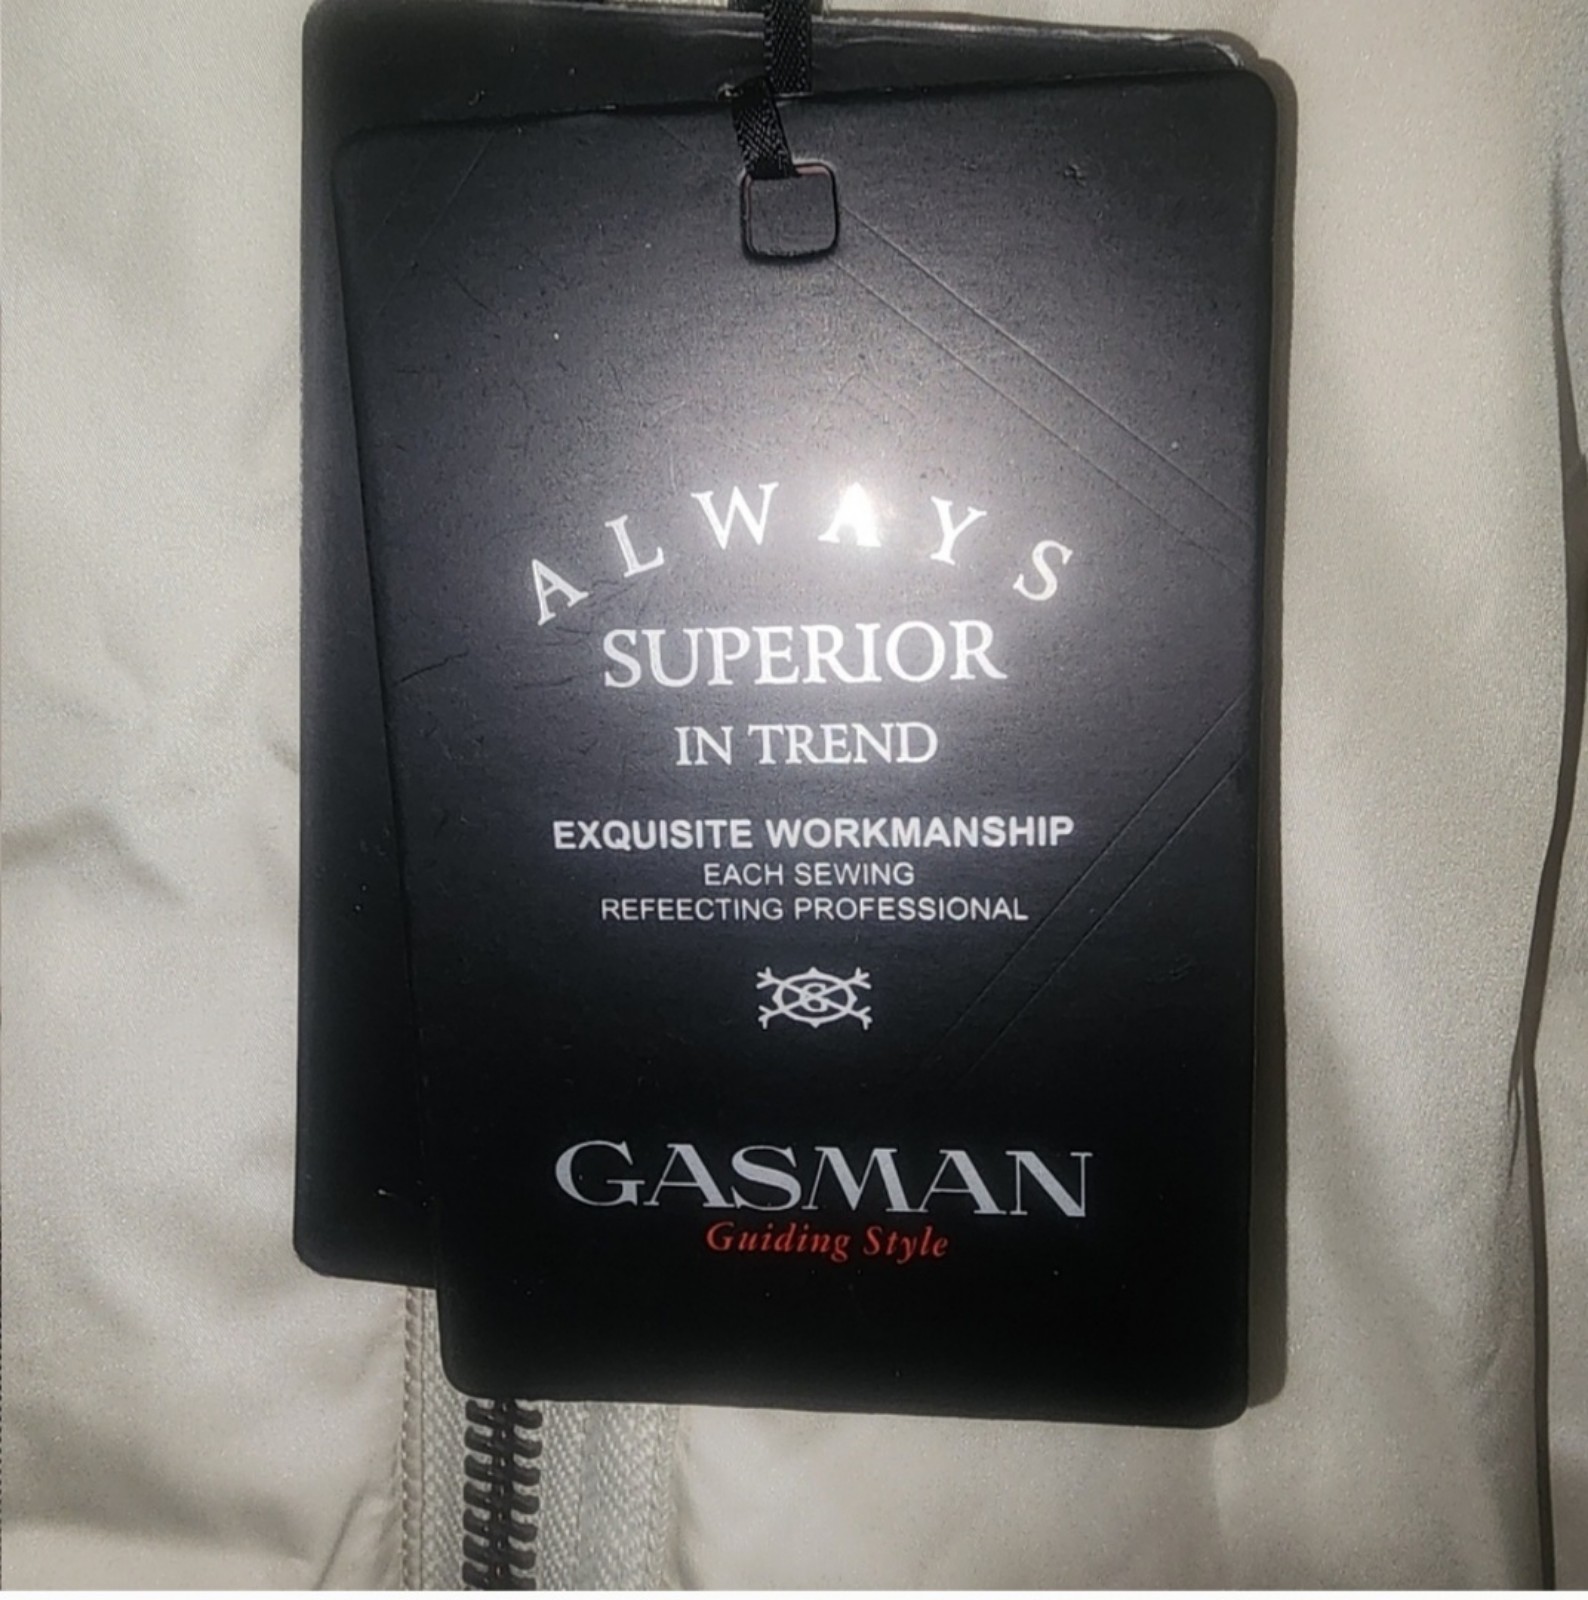 ALWAYS
SUPERIOR
IN TREND
EXQUISITE WORKMANSHIP
EACH SEWING
REFEECTING PROFESSIONAL
G
GASMAN
Guiding Style